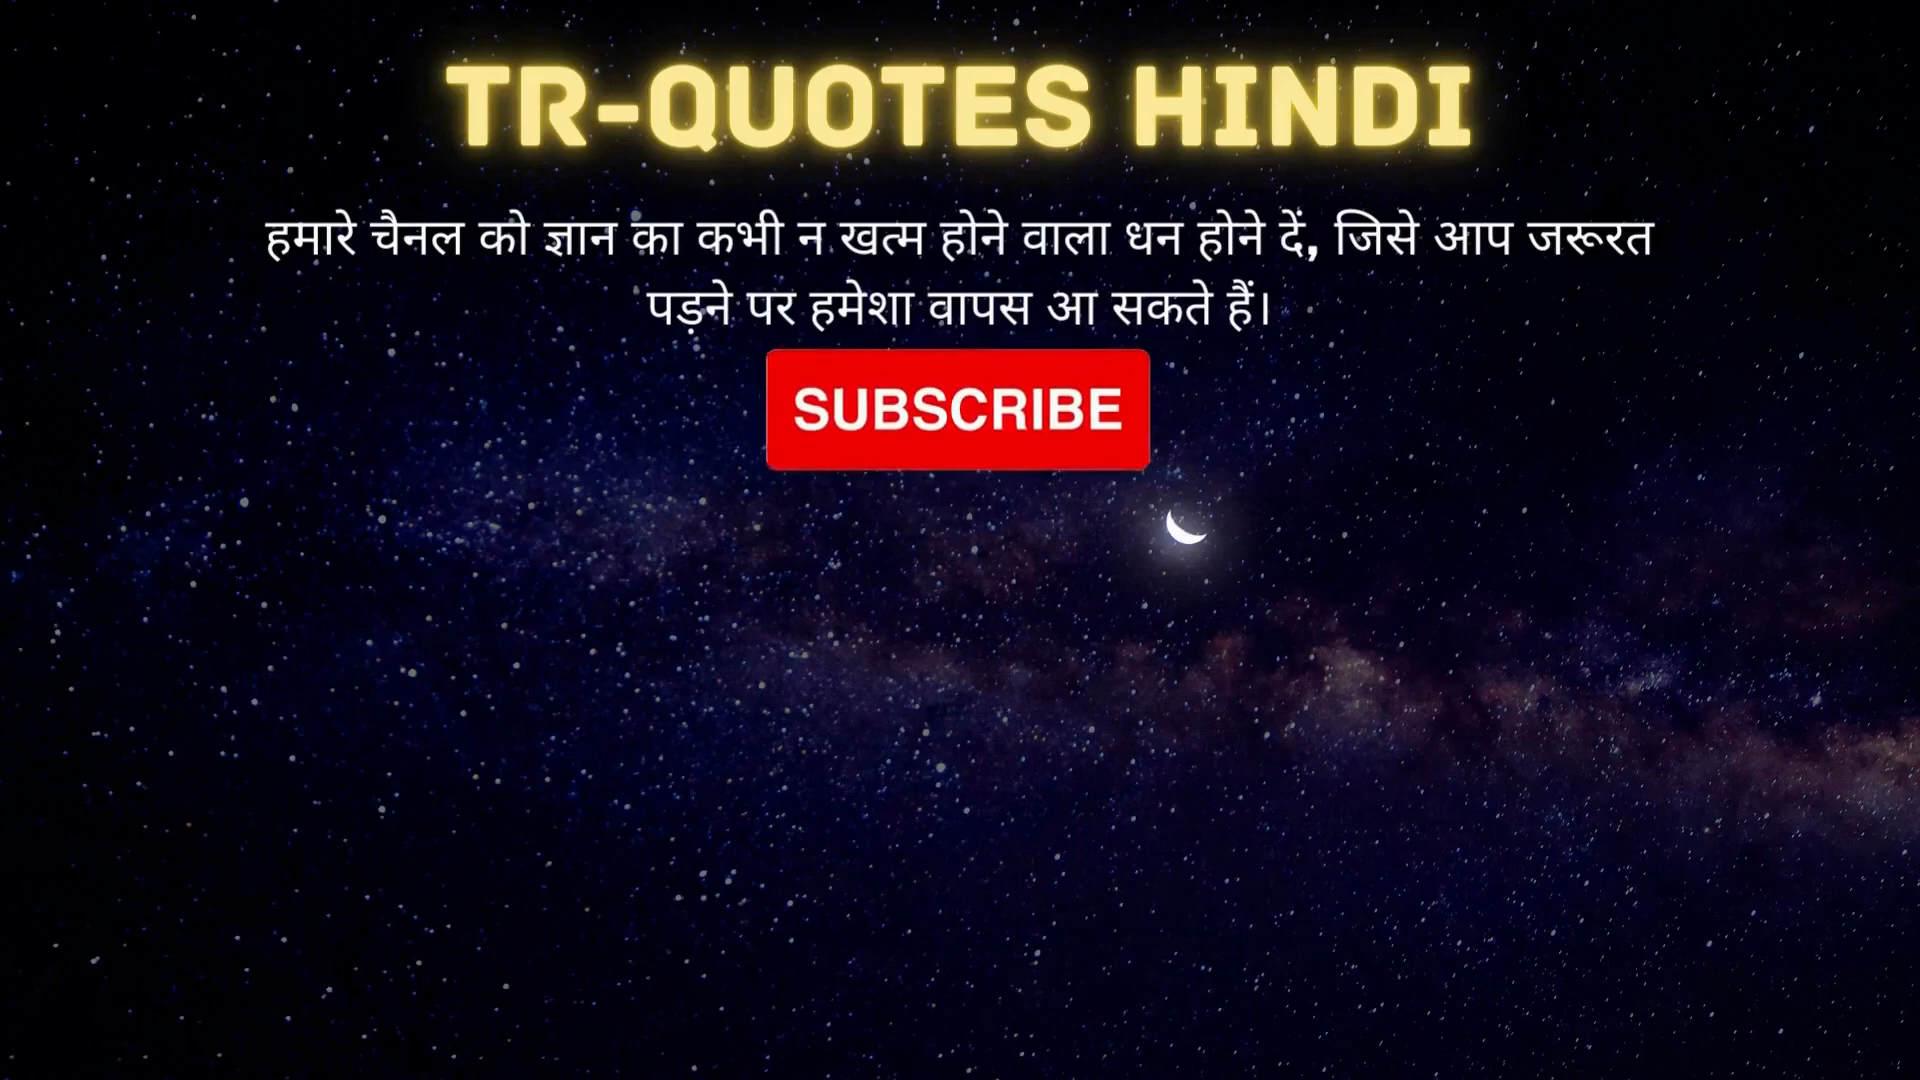 TR-QUOTES HINDI
हमारे चैनल को ज्ञान का कभी न खत्म होने वाला धन होने दें, जिसे आप जरूरत
पड़ने पर हमेशा वापस आ सकते हैं।
SUBSCRIBE